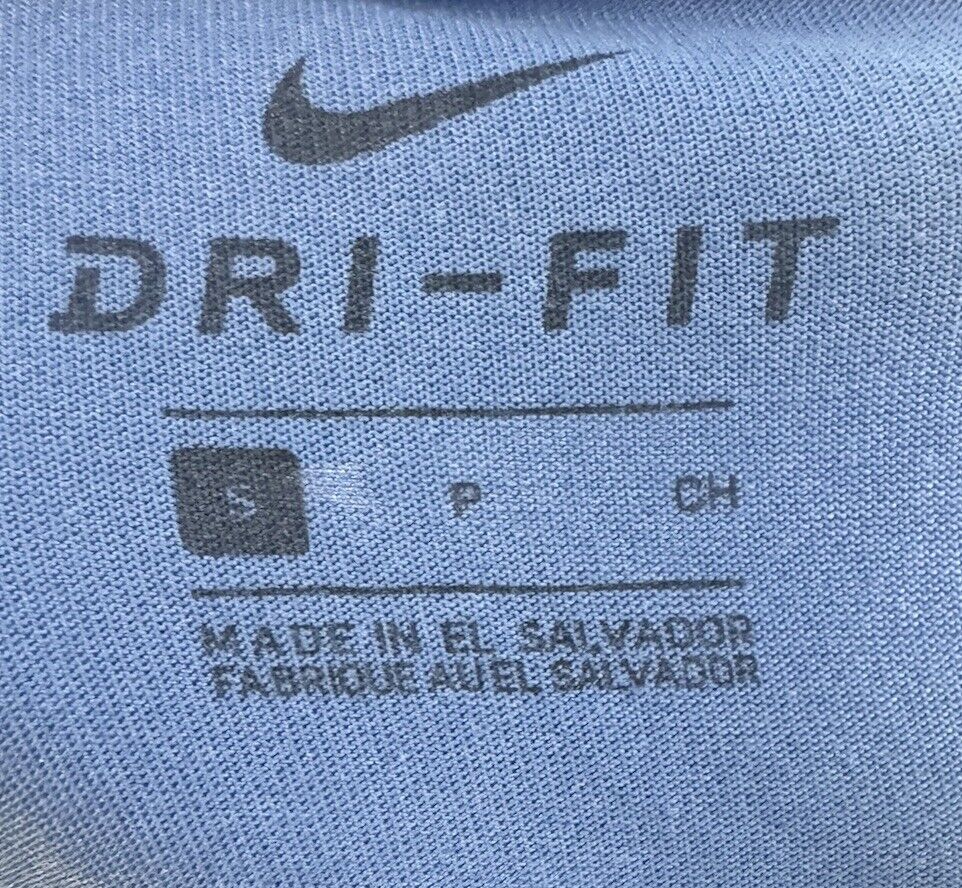 DRI-FIT
S P CH
MADE IN EL SALVADOR
FABRIQUE AU EL SALVADOR